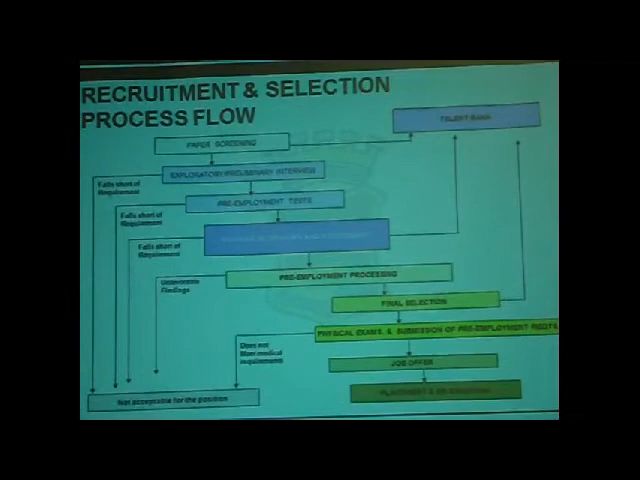 RECRUITMENT & SELECTION
PROCESS FLOW
TALENT BANK
PAPER SCREENING
EXPLORATORY/PRELIMINARY INTERVIEW
Falls short of
Requirement
PRE-EMPLOYMENT TESTS
Falls short of
Requirement
Falls short of
Requirement
PRE-EMPLOYMENT PROCESSING
Findings
FINAL SELECTION
PHYSICAL EXAMS & SUBMISSION OF PRE-EMPLOYMENT REQTS
Does not
Meet medical
requirements
JOB OFFER
PLACEMENT &
Not acceptable for the position